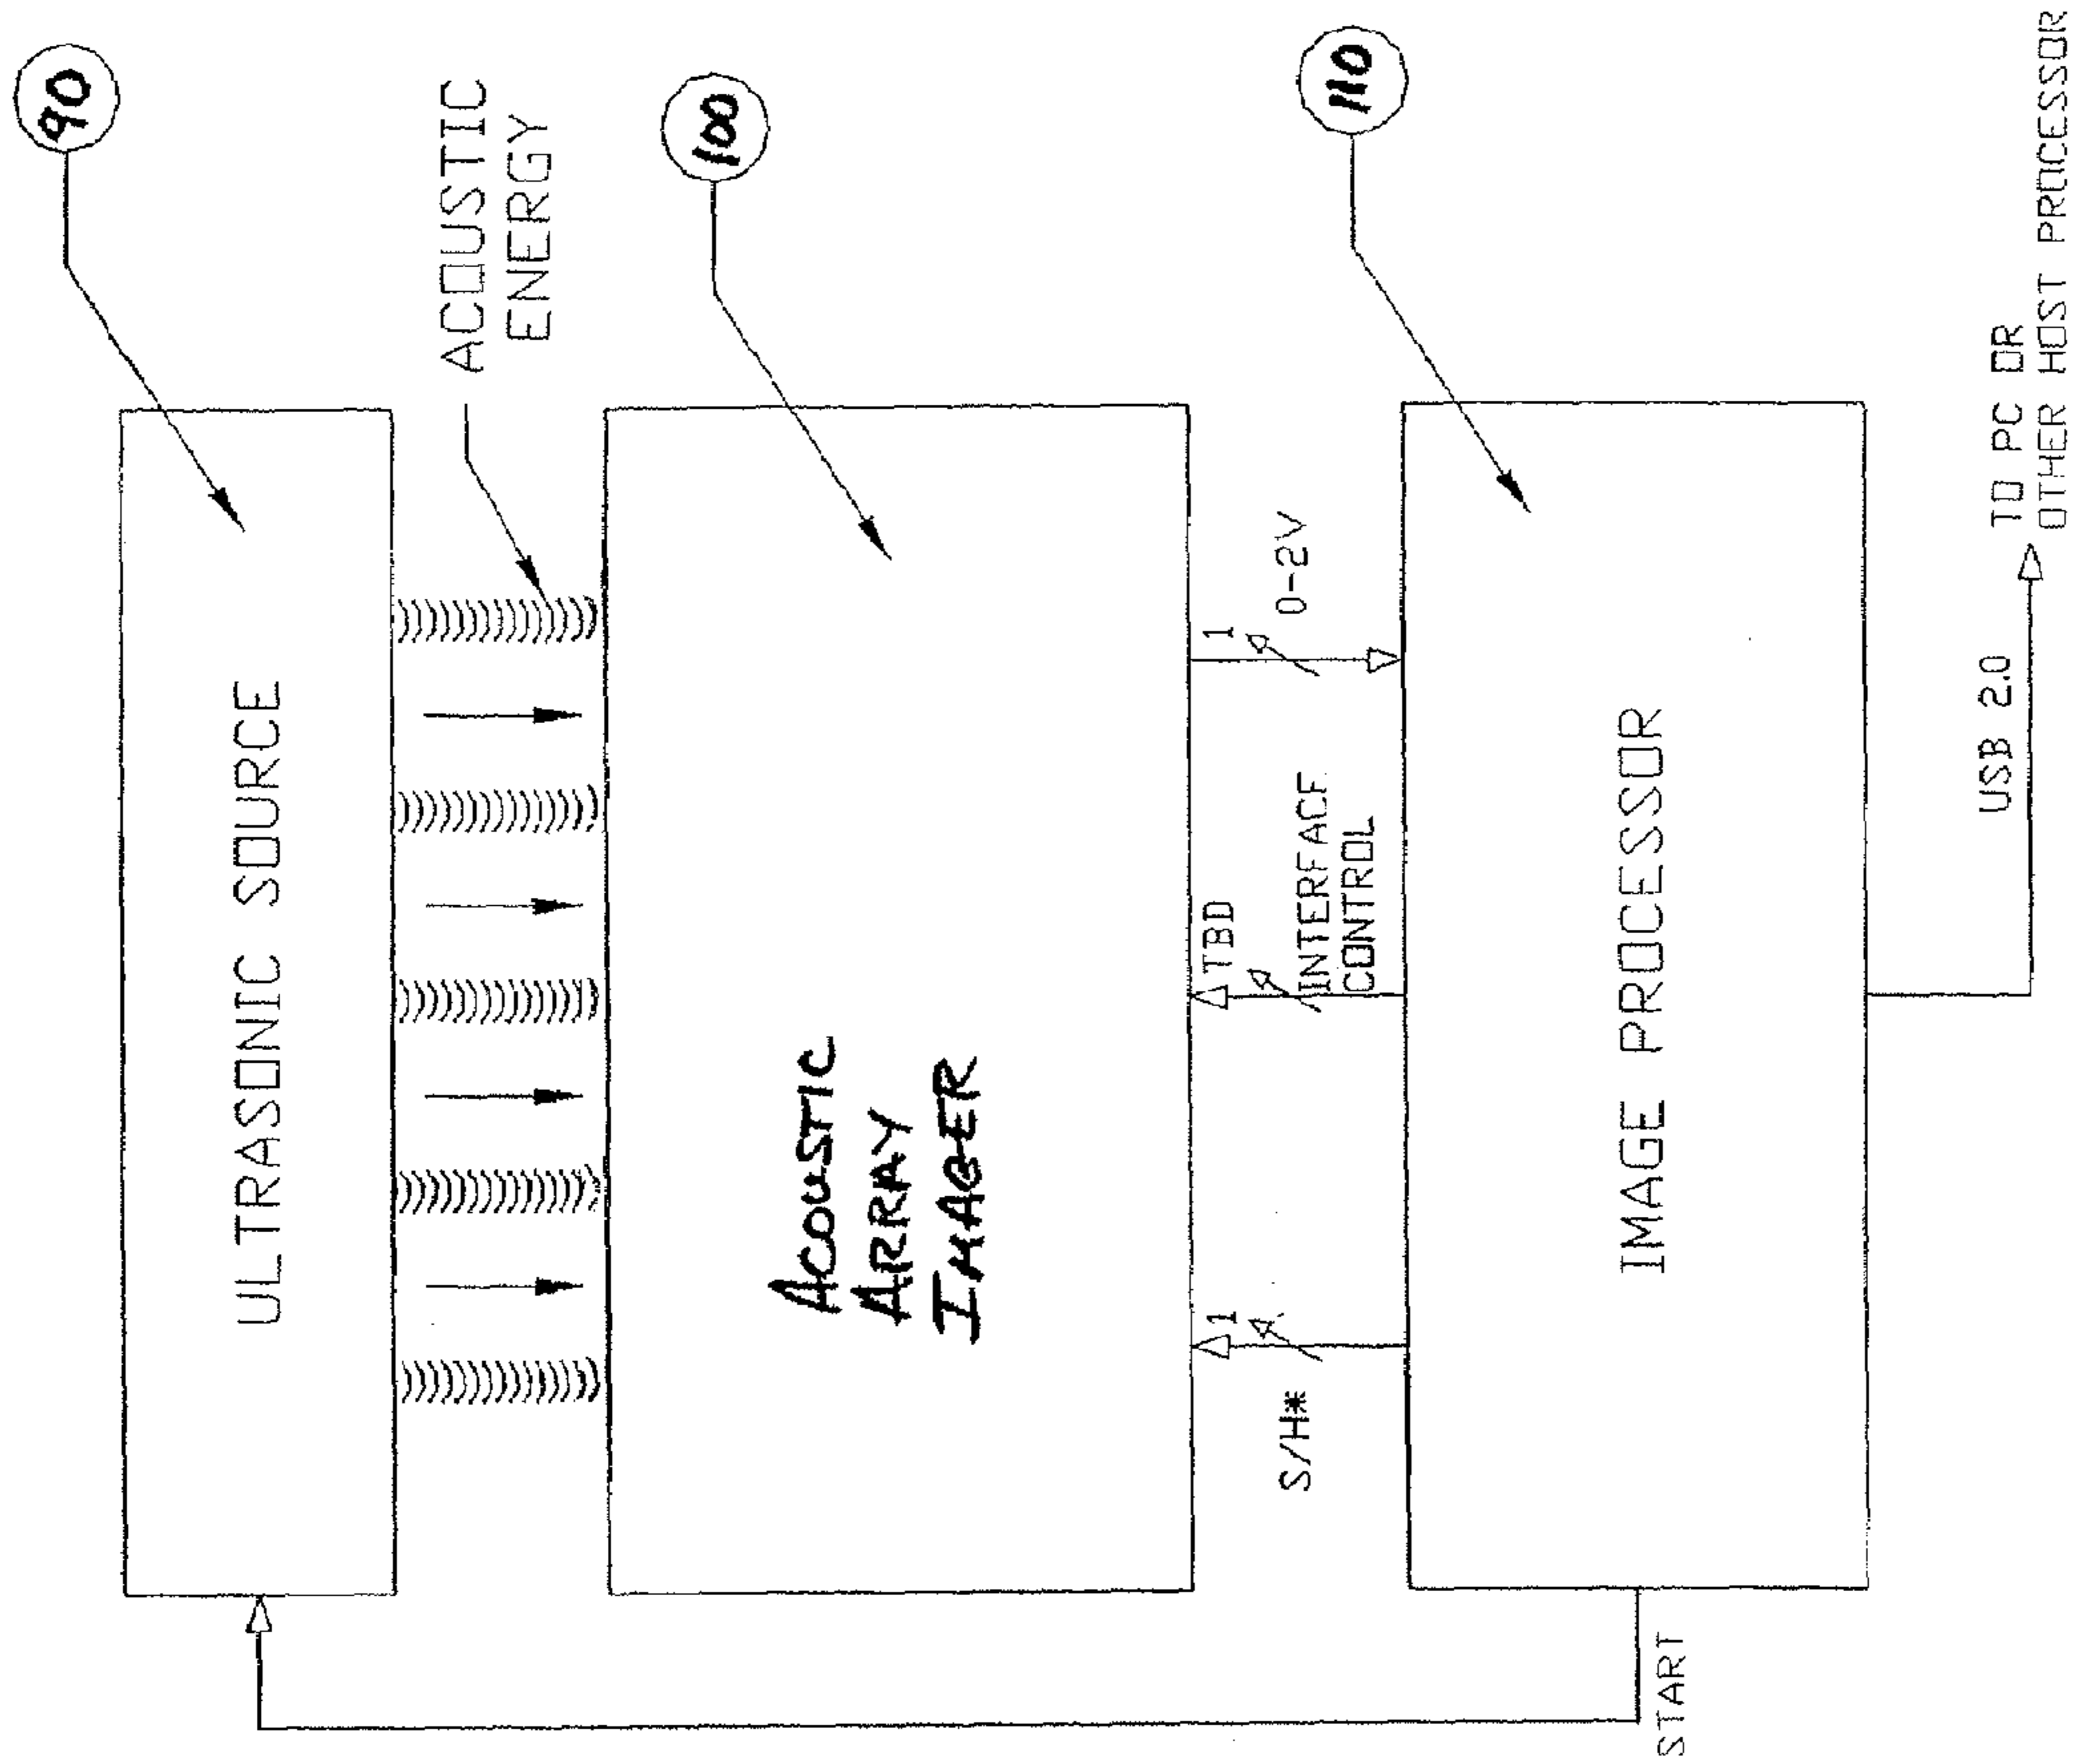 90
ULTRASONIC SOURCE
ACOUSTIC
ENERGY
100
ACOUSTIC
ARRAY
IMAGER
S/H*
1
TBD
INTERFACE
CONTROL
1
0-2V
110
IMAGE PROCESSOR
START
USB 2.0
TO PC OR
OTHER HOST PROCESSOR